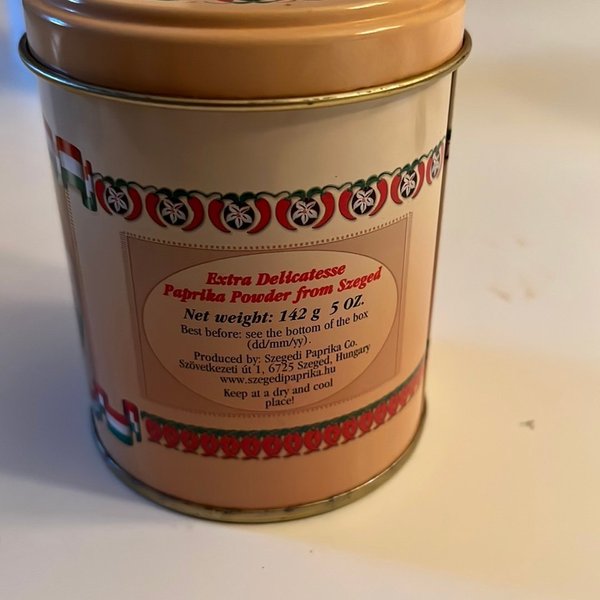 Extra Delicatesse
Paprika Powder from Szeged
Net weight: 142 g 5 OZ.
Best before: see the bottom of the box
(dd/mm/yy).
Produced by: Szegedi Paprika Co.
Szövetkezeti út 1, 6725 Szeged, Hungary
www.szegedipaprika.hu
Keep at a dry and cool
place!